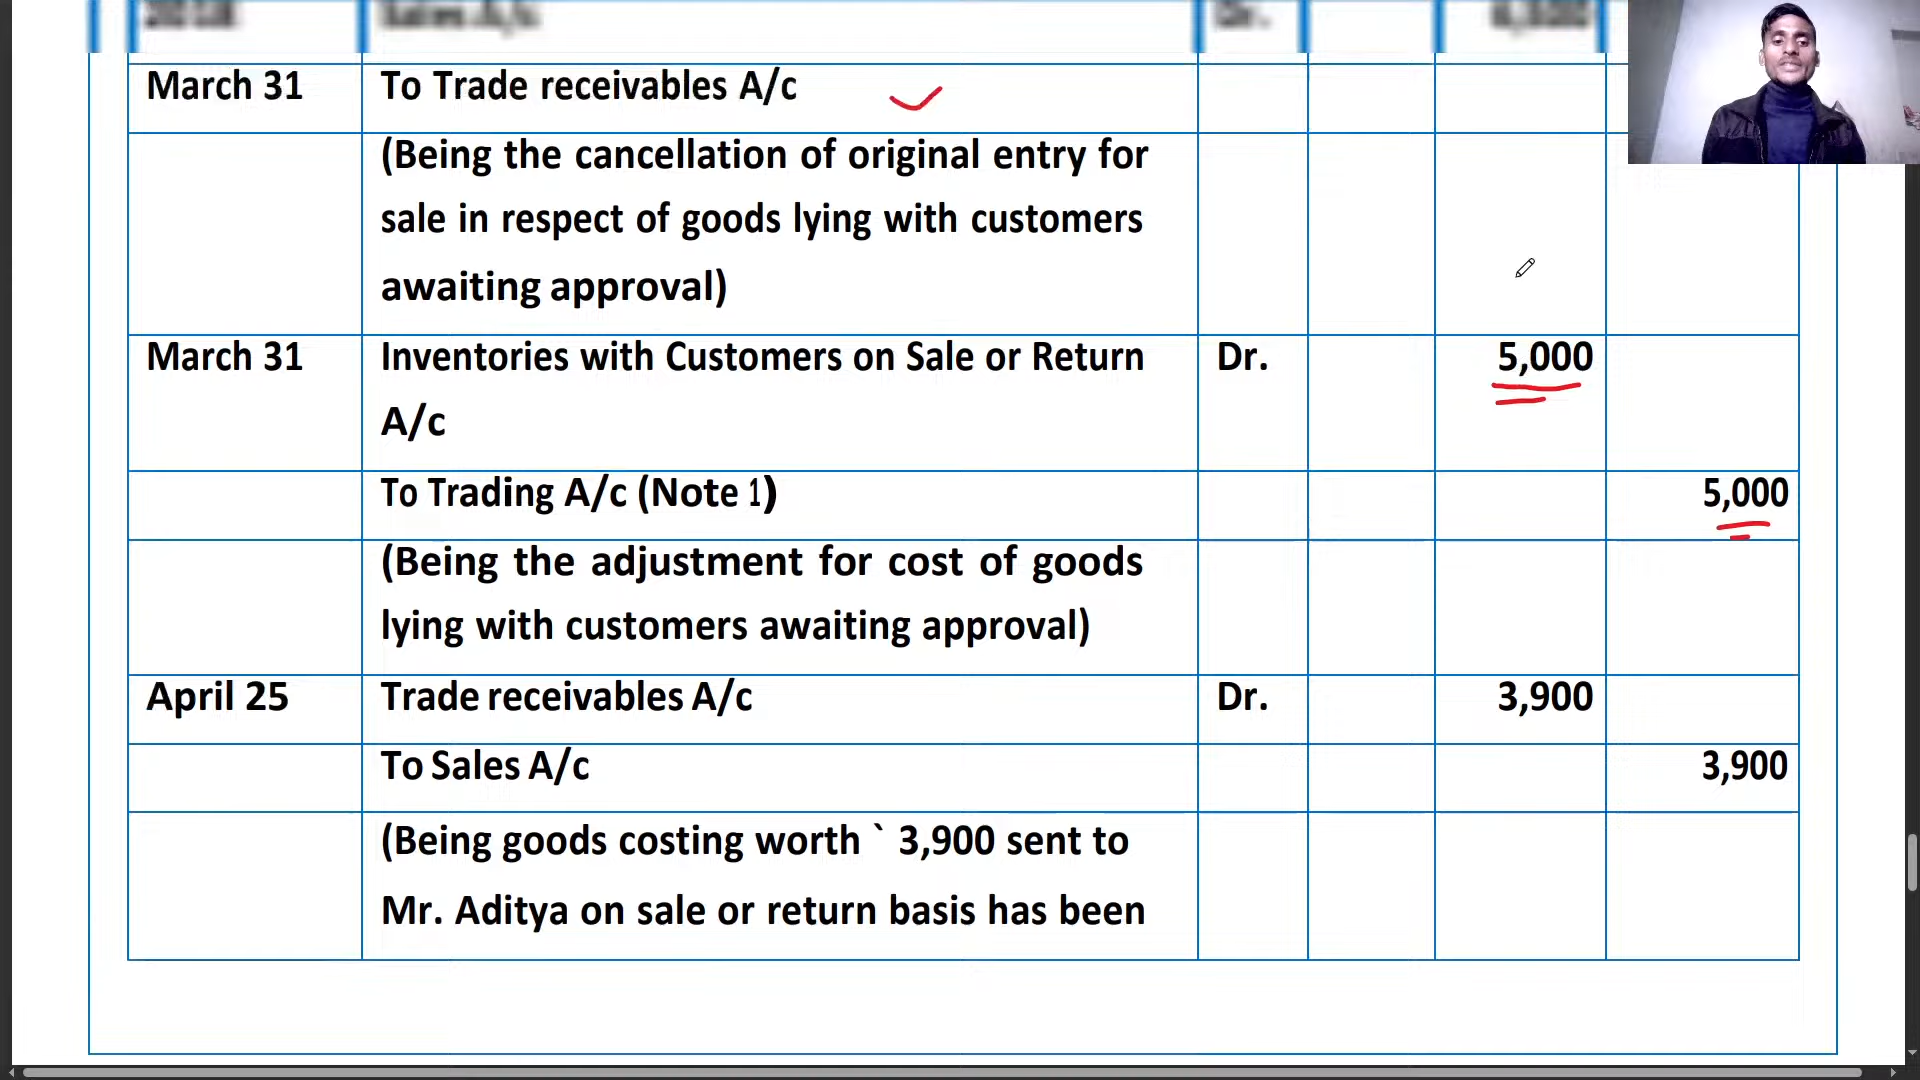 March 31 To Trade receivables A/c
(Being the cancellation of original entry for
sale in respect of goods lying with customers
awaiting approval)
March 31 Inventories with Customers on Sale or Return Dr. 5,000
A/c
To Trading A/c (Note 1) 5,000
(Being the adjustment for cost of goods
lying with customers awaiting approval)
April 25 Trade receivables A/c Dr. 3,900
To Sales A/c 3,900
(Being goods costing worth ` 3,900 sent to
Mr. Aditya on sale or return basis has been